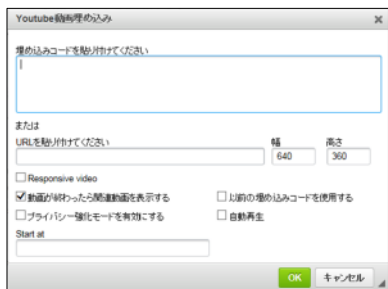 Youtube動画埋め込み
埋め込みコードを貼り付けてください
または
URLを貼り付けてください 幅 高さ
640 360
Responsive video
動画が終わったら関連動画を表示する 以前の埋め込みコードを使用する
プライバシー強化モードを有効にする 自動再生
Start at
OK キャンセル